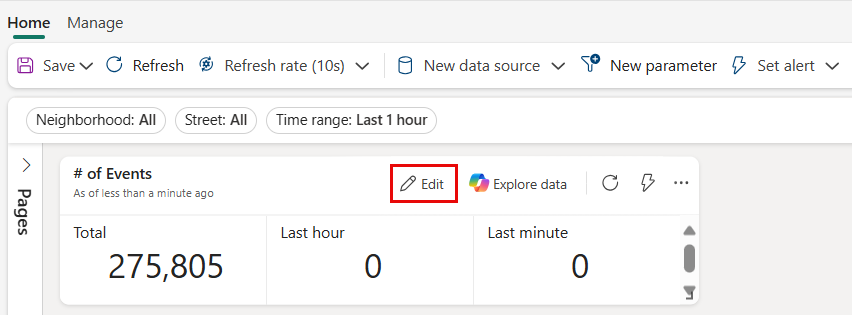 Home Manage
Save Refresh Refresh rate (10s) New data source New parameter Set alert
Neighborhood: All Street: All Time range: Last 1 hour
Pages
# of Events Edit Explore data
As of less than a minute ago
Total Last hour Last minute
275,805 0 0